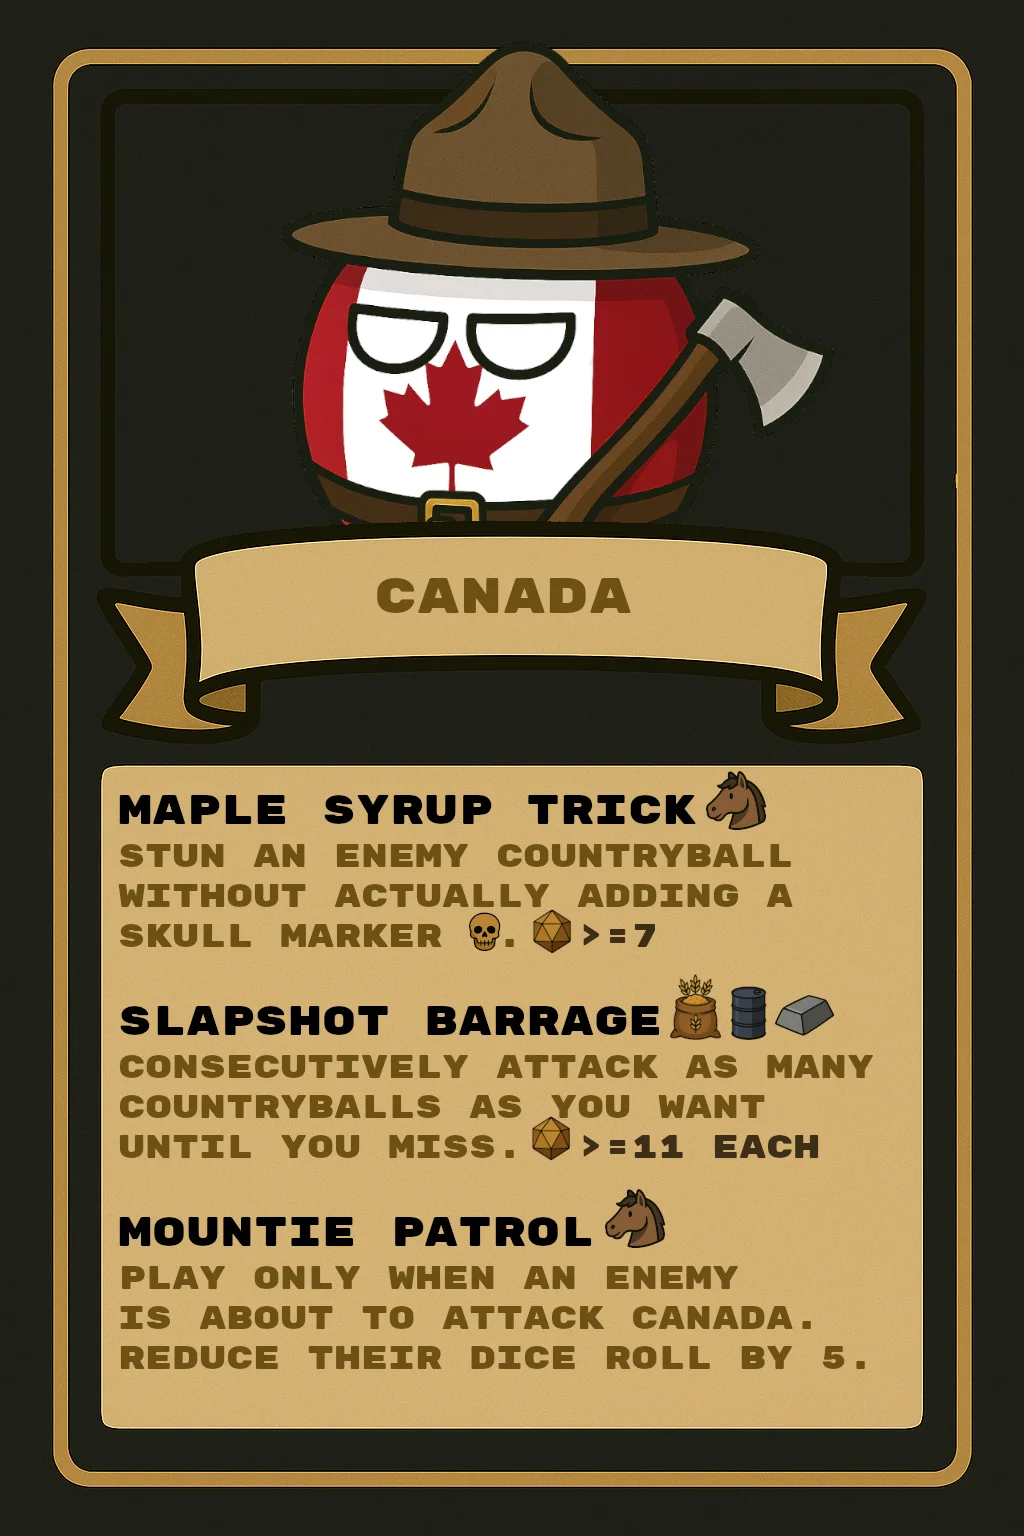 CANADA
MAPLE SYRUP TRICK
STUN AN ENEMY COUNTRYBALL
WITHOUT ACTUALLY ADDING A
SKULL MARKER . >=7
SLAPSHOT BARRAGE
CONSECUTIVELY ATTACK AS MANY
COUNTRYBALLS AS YOU WANT
UNTIL YOU MISS. >=11 EACH
MOUNTIE PATROL
PLAY ONLY WHEN AN ENEMY
IS ABOUT TO ATTACK CANADA.
REDUCE THEIR DICE ROLL BY 5.